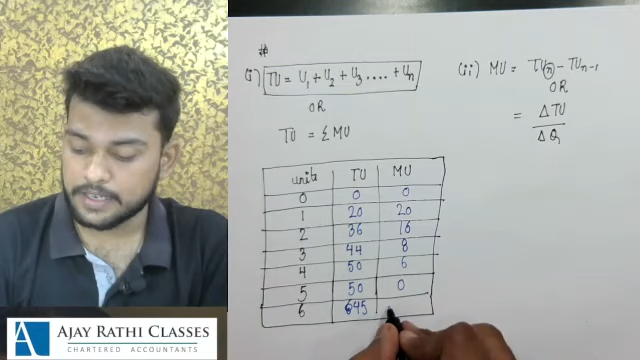 #
(i) TU = U1 + U2 + U3 .... + Un
OR
TU = Σ MU
(ii) MU = TUn - TUn-1
OR
= ΔTU
ΔQ
units TU MU
0 0 0
1 20 20
2 36 16
3 44 8
4 50 6
5 50 0
6 45
AJAY RATHI CLASSES
CHARTERED ACCOUNTANTS